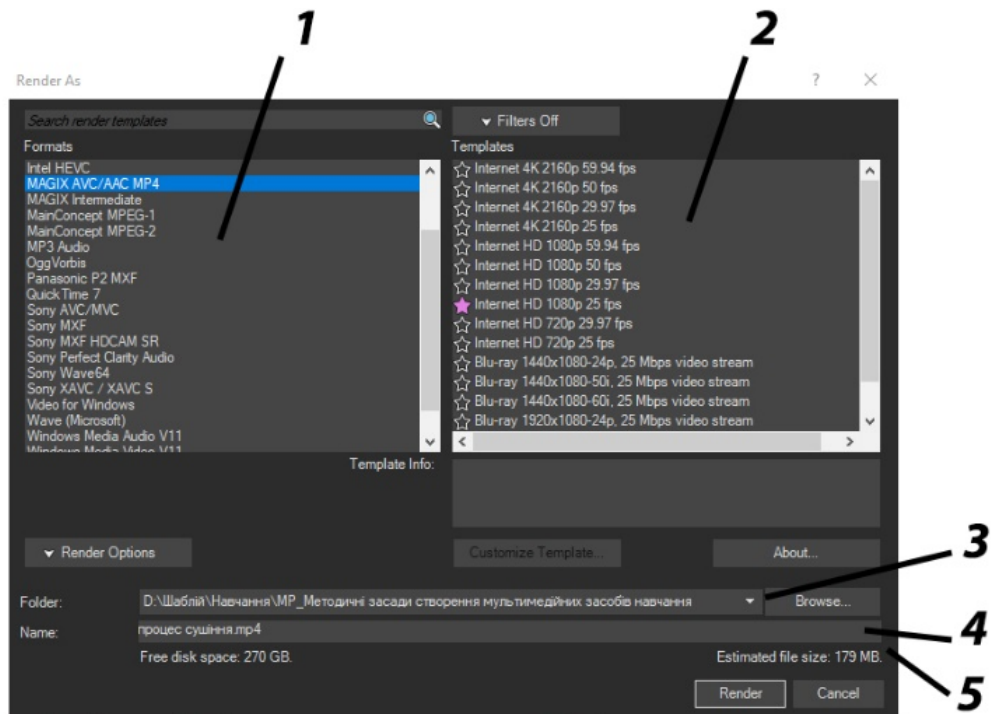 1
2
Render As
?
Search render templates
Filters Off
Formats
Templates
Intel HEVC
MAGIX AVC/AAC MP4
MAGIX Intermediate
MainConcept MPEG-1
MainConcept MPEG-2
MP3 Audio
OggVorbis
Panasonic P2 MXF
QuickTime 7
Sony AVC/MVC
Sony MXF
Sony MXF HDCAM SR
Sony Perfect Clarity Audio
Sony Wave64
Sony XAVC / XAVC S
Video for Windows
Wave (Microsoft)
Windows Media Audio V11
Windows Media Video V11
Internet 4K 2160p 59.94 fps
Internet 4K 2160p 50 fps
Internet 4K 2160p 29.97 fps
Internet 4K 2160p 25 fps
Internet HD 1080p 59.94 fps
Internet HD 1080p 50 fps
Internet HD 1080p 29.97 fps
Internet HD 1080p 25 fps
Internet HD 720p 29.97 fps
Internet HD 720p 25 fps
Blu-ray 1440x1080-24p, 25 Mbps video stream
Blu-ray 1440x1080-50i, 25 Mbps video stream
Blu-ray 1440x1080-60i, 25 Mbps video stream
Blu-ray 1920x1080-24p, 25 Mbps video stream
Template Info:
Render Options
Customize Template...
About...
3
Folder:
D:\Шаблій\Навчання\МР_Методичні засади створення мультимедійних засобів навчання
Browse...
Name:
процес сушіння.mp4
4
Free disk space: 270 GB.
Estimated file size: 179 MB.
5
Render
Cancel